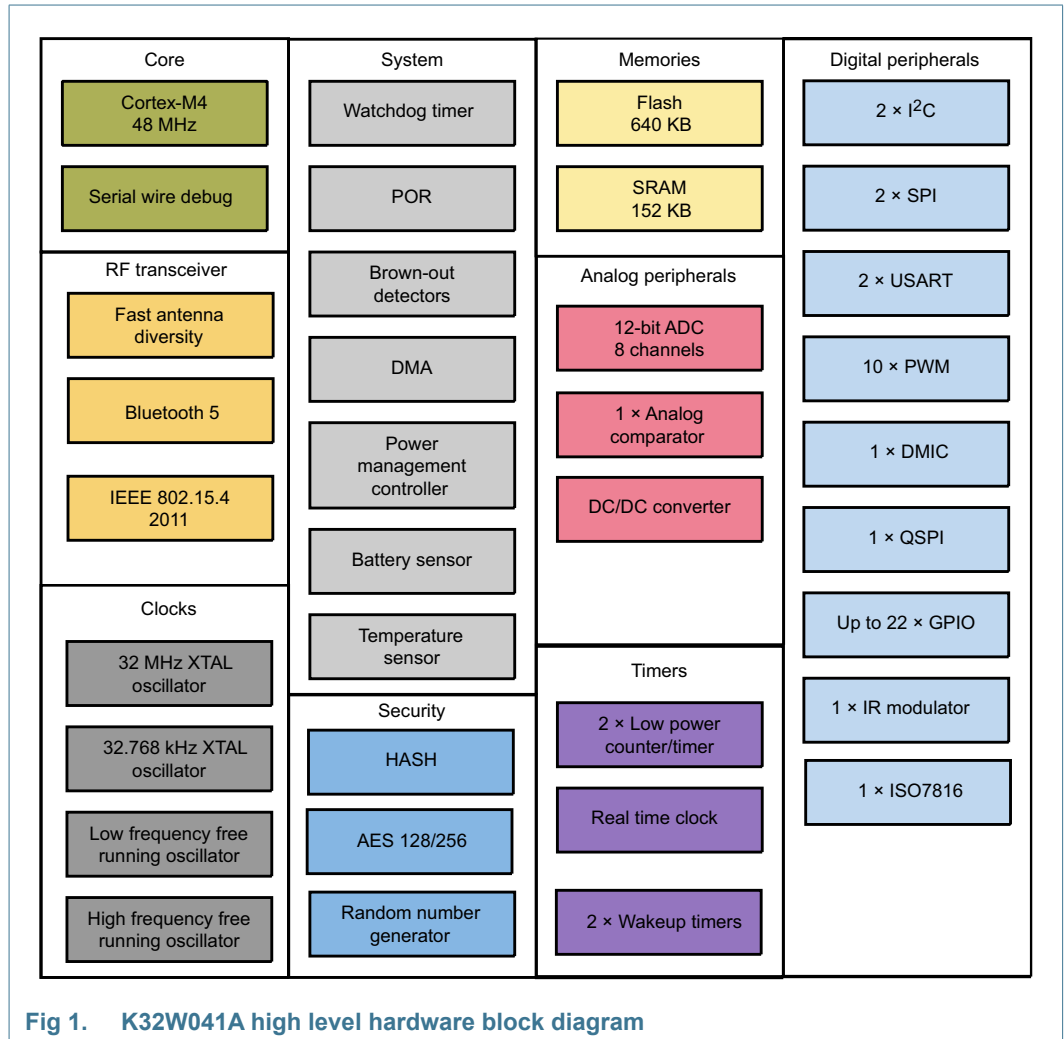 Core
Cortex-M4
48 MHz
Serial wire debug
RF transceiver
Fast antenna
diversity
Bluetooth 5
IEEE 802.15.4
2011
Clocks
32 MHz XTAL
oscillator
32.768 kHz XTAL
oscillator
Low frequency free
running oscillator
High frequency free
running oscillator
System
Watchdog timer
POR
Brown-out
detectors
DMA
Power
management
controller
Battery sensor
Temperature
sensor
Security
HASH
AES 128/256
Random number
generator
Memories
Flash
640 KB
SRAM
152 KB
Analog peripherals
12-bit ADC
8 channels
1 × Analog
comparator
DC/DC converter
Timers
2 × Low power
counter/timer
Real time clock
2 × Wakeup timers
Digital peripherals
2 × I²C
2 × SPI
2 × USART
10 × PWM
1 × DMIC
1 × QSPI
Up to 22 × GPIO
1 × IR modulator
1 × ISO7816
Fig 1. K32W041A high level hardware block diagram